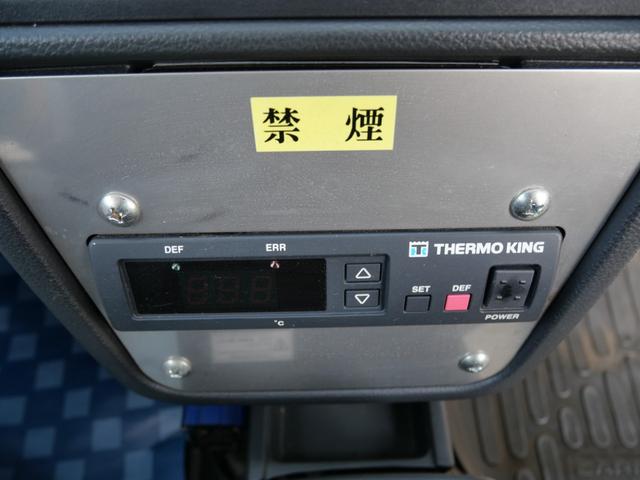 禁 煙
DEF ERR
THERMO KING
SET DEF
POWER
°C